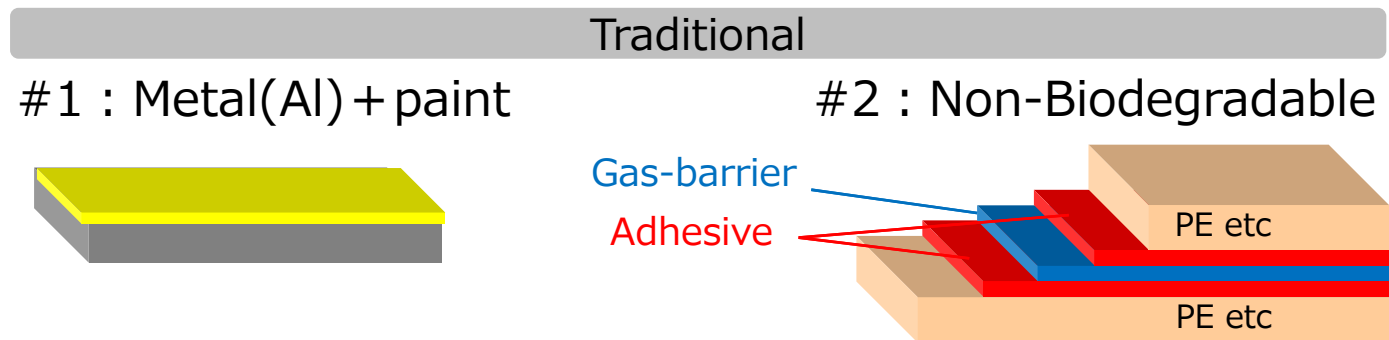 Traditional
#1 : Metal(Al)+paint
#2 : Non-Biodegradable
Gas-barrier
Adhesive
PE etc
PE etc